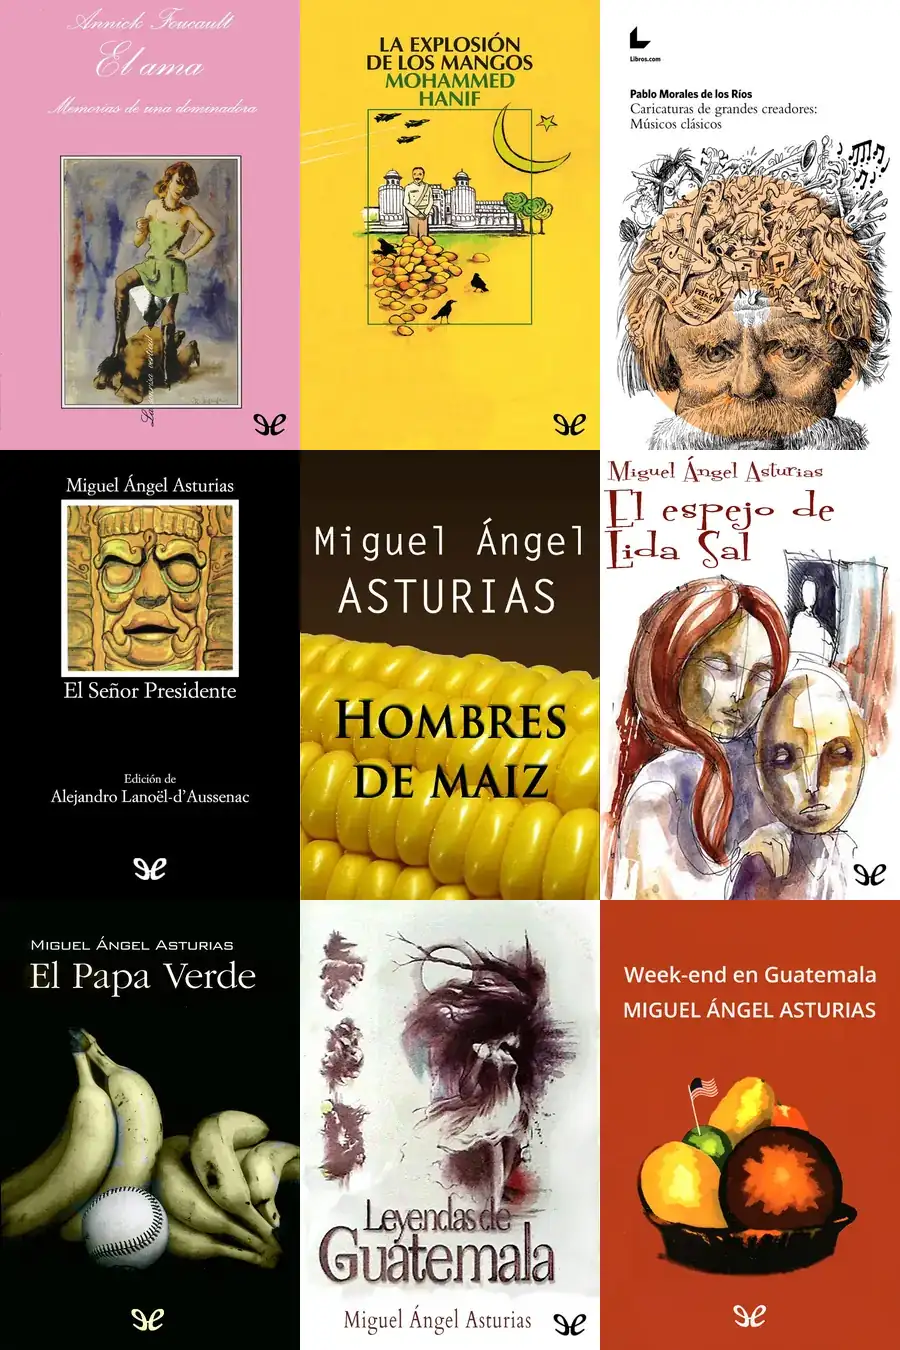 Annick Foucault
El ama
Memorias de una dominadora
La sonrisa vertical
LA EXPLOSIÓN
DE LOS MANGOS
MOHAMMED
HANIF
Libros.com
Pablo Morales de los Ríos
Caricaturas de grandes creadores:
Músicos clásicos
Miguel Ángel Asturias
El Señor Presidente
Edición de
Alejandro Lanoël-d'Aussenac
Miguel Ángel
ASTURIAS
HOMBRES
DE MAIZ
Miguel Ángel Asturias
El espejo de
Lida Sal
MIGUEL ÁNGEL ASTURIAS
El Papa Verde
Leyendas de
Guatemala
Miguel Ángel Asturias
Week-end en Guatemala
MIGUEL ÁNGEL ASTURIAS